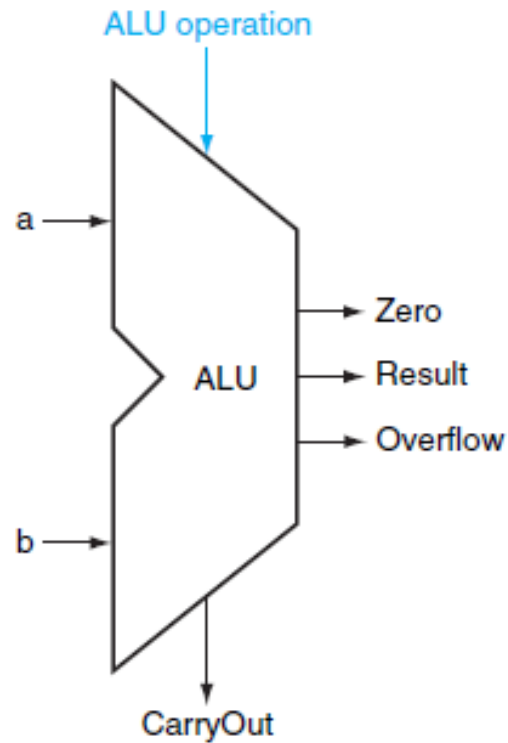 ALU operation
a
Zero
ALU
Result
Overflow
b
CarryOut